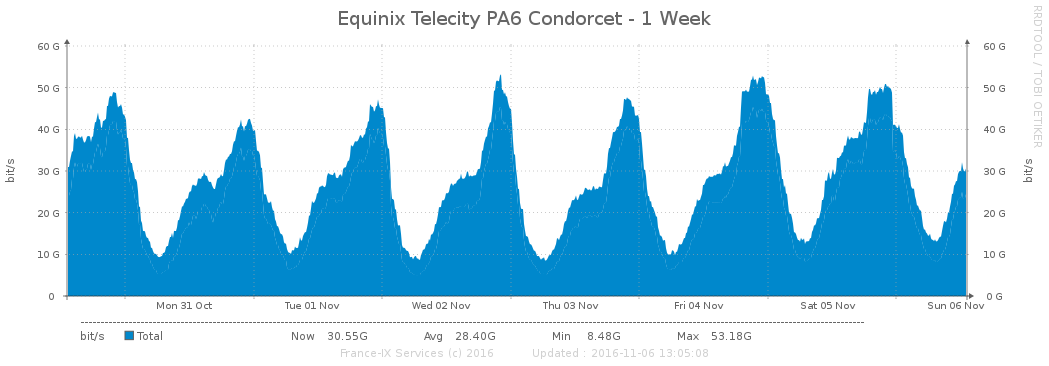 Equinix Telecity PA6 Condorcet - 1 Week
RRDTOOL / TOBI OETIKER
60 G 60 G
50 G 50 G
40 G 40 G
30 G 30 G
20 G 20 G
10 G 10 G
0 0 G
bit/s
bit/s
Mon 31 Oct Tue 01 Nov Wed 02 Nov Thu 03 Nov Fri 04 Nov Sat 05 Nov Sun 06 Nov
bit/s Total Now 30.55G Avg 28.40G Min 8.48G Max 53.18G
France-IX Services (c) 2016 Updated : 2016-11-06 13:05:08